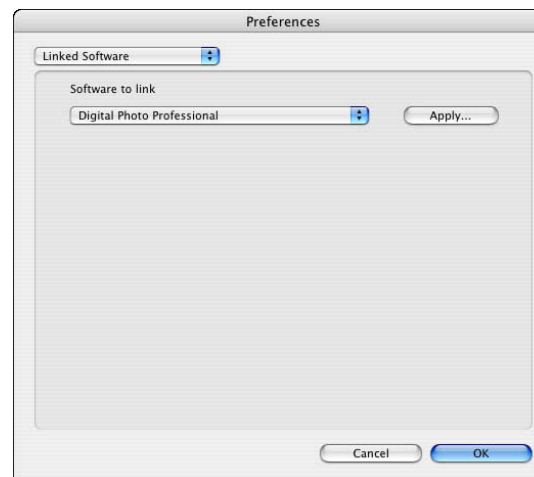 Preferences
Linked Software
Software to link
Digital Photo Professional Apply...
Cancel OK